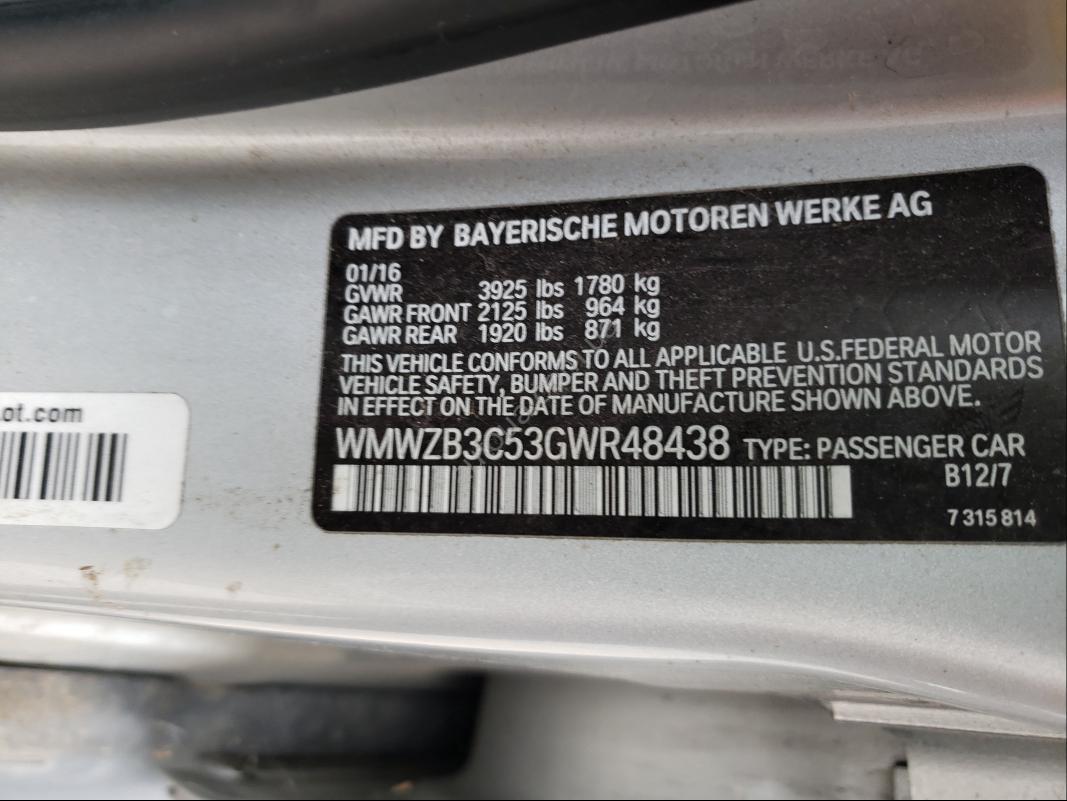 MFD BY BAYERISCHE MOTOREN WERKE AG
01/16
GVWR 3925 lbs 1780 kg
GAWR FRONT 2125 lbs 964 kg
GAWR REAR 1920 lbs 871 kg
THIS VEHICLE CONFORMS TO ALL APPLICABLE U.S.FEDERAL MOTOR
VEHICLE SAFETY, BUMPER AND THEFT PREVENTION STANDARDS
IN EFFECT ON THE DATE OF MANUFACTURE SHOWN ABOVE.
WMWZB3C53GWR48438 TYPE: PASSENGER CAR
B12/7
7 315 814
ot.com